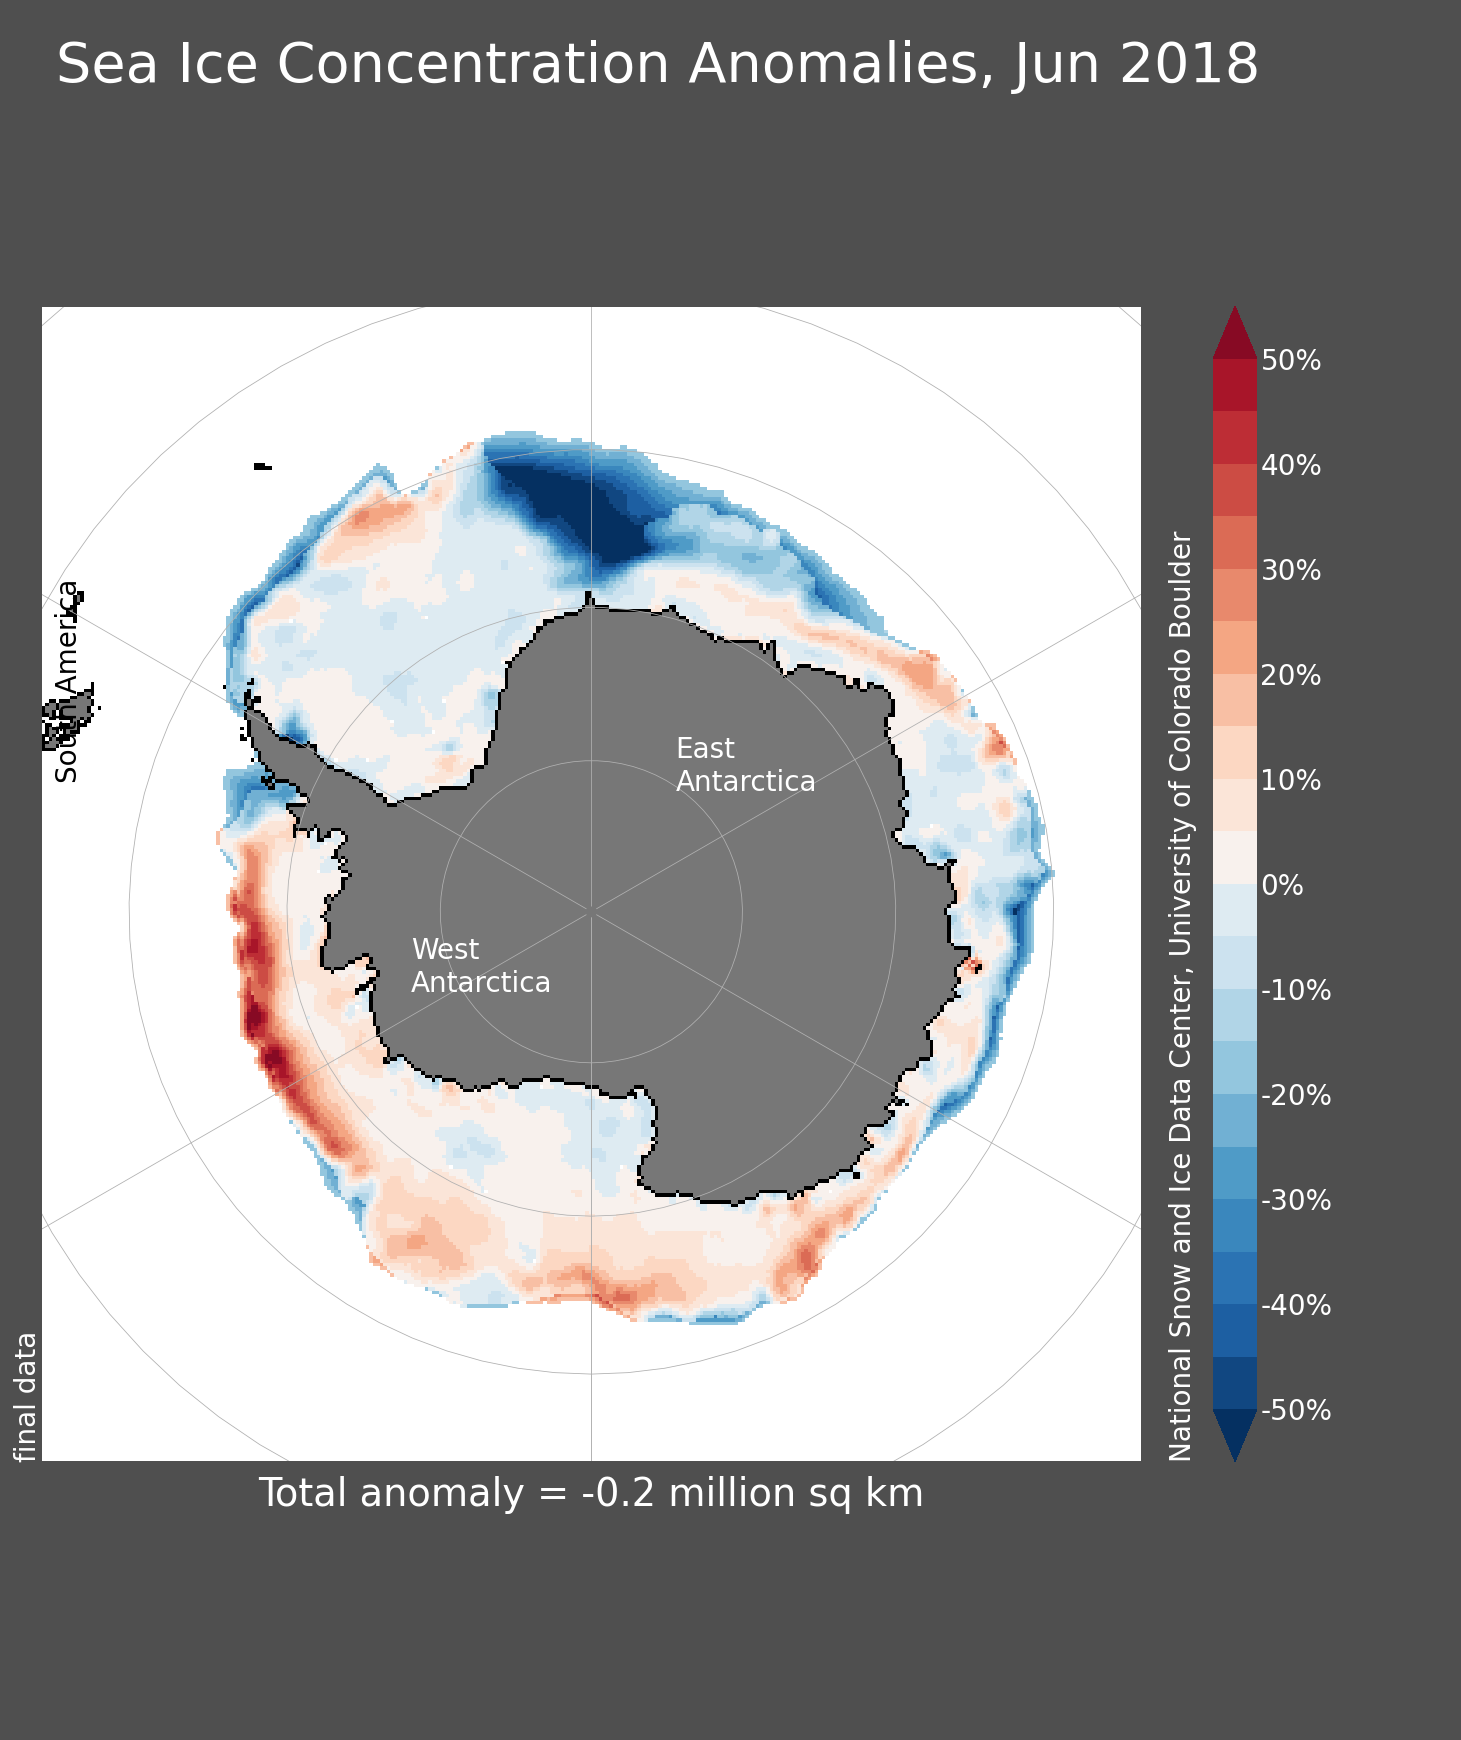 Sea Ice Concentration Anomalies, Jun 2018
South America
East
Antarctica
West
Antarctica
final data
National Snow and Ice Data Center, University of Colorado Boulder
50%
40%
30%
20%
10%
0%
-10%
-20%
-30%
-40%
-50%
Total anomaly = -0.2 million sq km